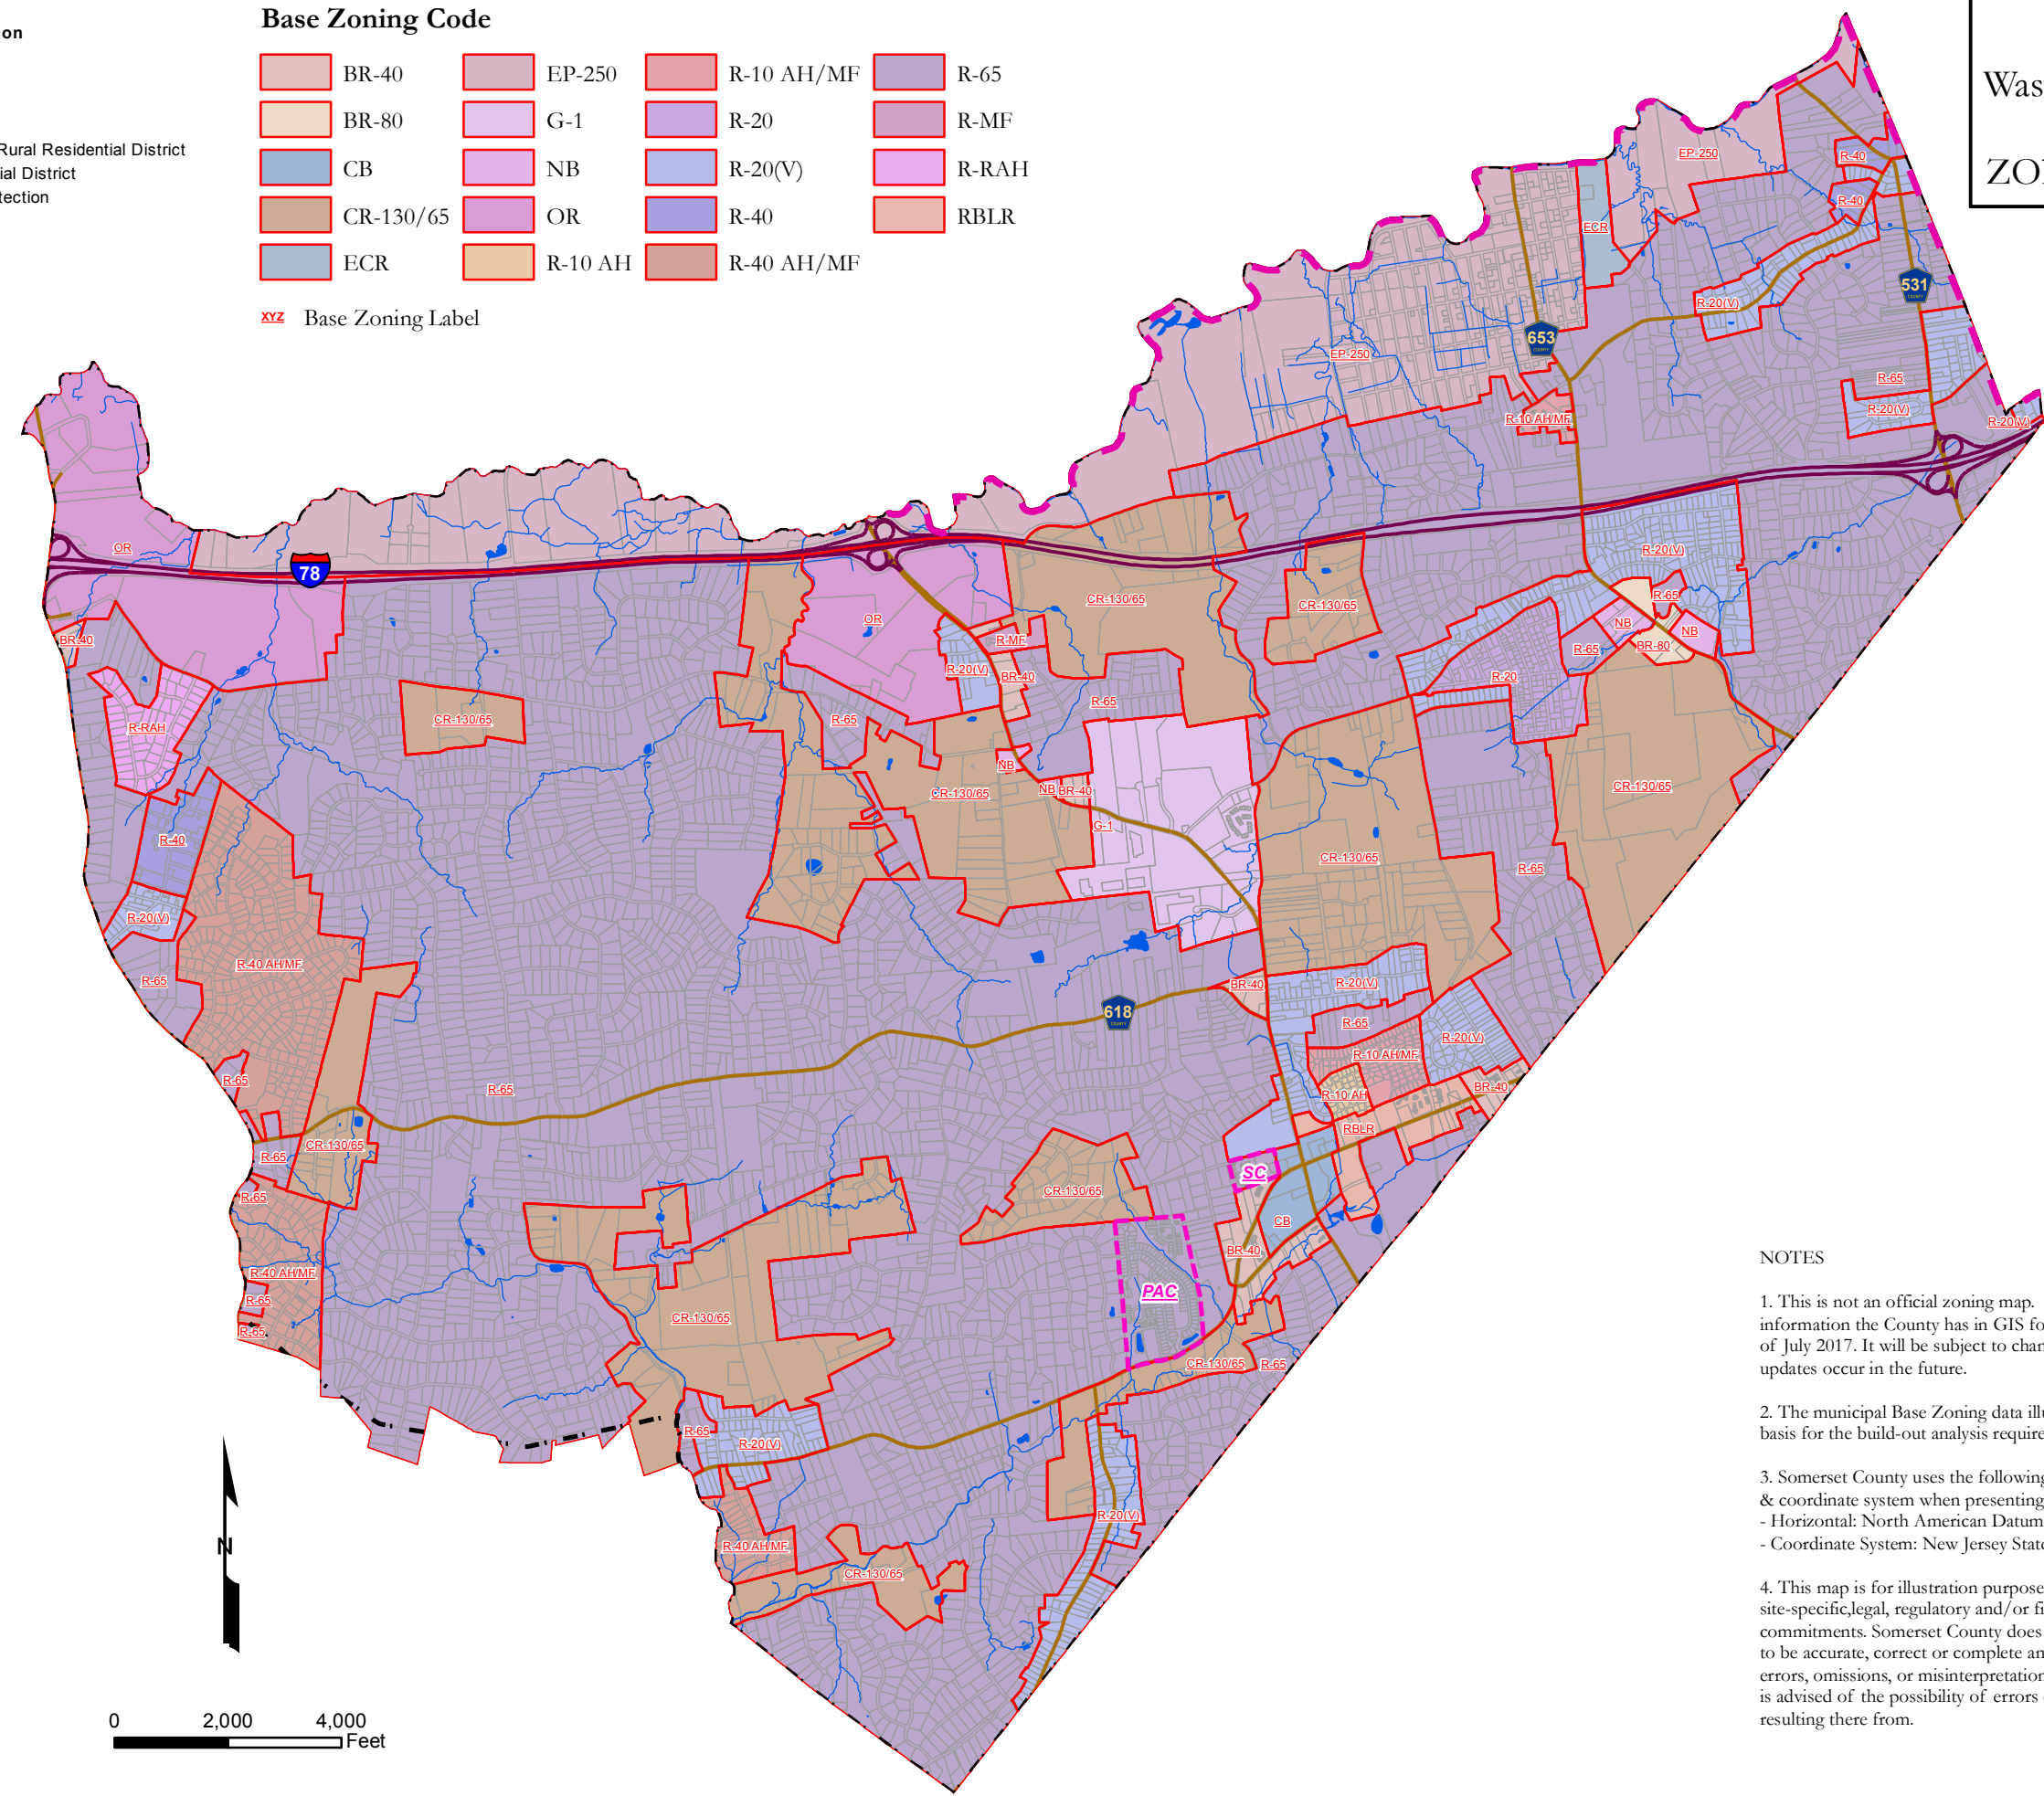 on
Rural Residential District
ial District
tection
Base Zoning Code
BR-40
EP-250
R-10 AH/MF
R-65
BR-80
G-1
R-20
R-MF
CB
NB
R-20(V)
R-RAH
CR-130/65
OR
R-40
RBLR
ECR
R-10 AH
R-40 AH/MF
XYZ Base Zoning Label
Was
EP-250
R-40
R-40
ECR
531
COUNTY
R-20(V)
653
COUNTY
EP-250
R-65
R-20(V)
R-20(V)
R-10 AH/MF
OR
78
R-20(V)
CR-130/65
CR-130/65
R-65
OR
NB
NB
BR-40
R-MF
R-65
BR-80
R-20(V)
BR-40
R-20
R-65
R-RAH
CR-130/65
R-65
NB
CR-130/65
NB
BR-40
CR-130/65
G-1
R-40
CR-130/65
R-65
R-20(V)
R-40 AH/MF
R-65
BR-40
R-20(V)
618
COUNTY
R-65
R-20(V)
R-10 AH/MF
R-65
R-65
BR-40
R-10 AH
RBLR
CR-130/65
R-65
SC
R-65
CR-130/65
CB
BR-40
R-40 AH/MF
PAC
R-65
CR-130/65
R-65
CR-130/65
R-65
R-65
R-20(V)
R-20(V)
R-40 AH/MF
CR-130/65
N
0
2,000
4,000
Feet
NOTES
1. This is not an official zoning map.
information the County has in GIS fo
of July 2017. It will be subject to chan
updates occur in the future.
2. The municipal Base Zoning data illu
basis for the build-out analysis require
3. Somerset County uses the following
& coordinate system when presenting
- Horizontal: North American Datum
- Coordinate System: New Jersey State
4. This map is for illustration purpose
site-specific,legal, regulatory and/or fi
commitments. Somerset County does
to be accurate, correct or complete an
errors, omissions, or misinterpretation
is advised of the possibility of errors
resulting there from.